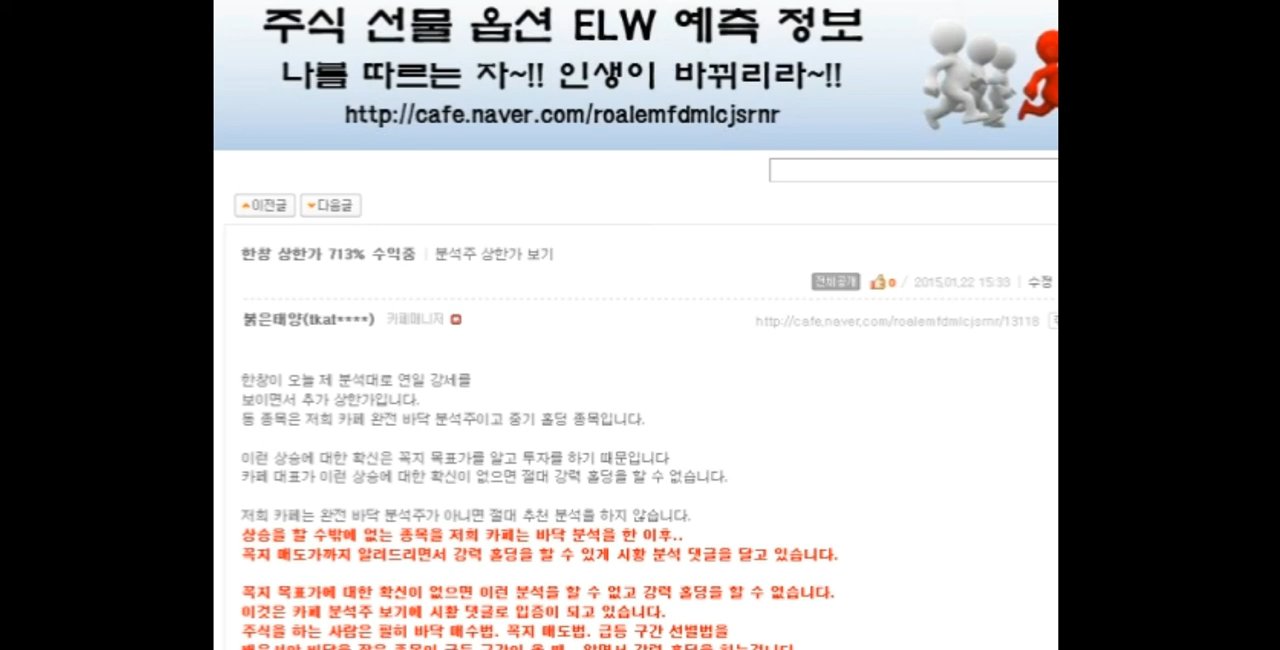 주식 선물 옵션 ELW 예측 정보
나를 따르는 자~!! 인생이 바뀌리라~!!
http://cafe.naver.com/roalemfdmlcjsrnr
이전글 다음글
한창 상한가 713% 수익중 | 분석주 상한가 보기
전체공개 0 / 2015.01.22 15:33 | 수정
붉은태양(tkat****) 카페매니저
http://cafe.naver.com/roalemfdmlcjsrnr/13118
한창이 오늘 제 분석대로 연일 강세를
보이면서 추가 상한가입니다.
동 종목은 저희 카페 완전 바닥 분석주이고 중기 홀딩 종목입니다.
이런 상승에 대한 확신은 꼭지 목표가를 알고 투자를 하기 때문입니다
카페 대표가 이런 상승에 대한 확신이 없으면 절대 강력 홀딩을 할 수 없습니다.
저희 카페는 완전 바닥 분석주가 아니면 절대 추천 분석을 하지 않습니다.
상승을 할 수밖에 없는 종목을 저희 카페는 바닥 분석을 한 이후..
꼭지 매도가까지 알려드리면서 강력 홀딩을 할 수 있게 시황 분석 댓글을 달고 있습니다.
꼭지 목표가에 대한 확신이 없으면 이런 분석을 할 수 없고 강력 홀딩을 할 수 없습니다.
이것은 카페 분석주 보기에 시황 댓글로 입증이 되고 있습니다.
주식을 하는 사람은 필히 바닥 매수법. 꼭지 매도법. 급등 구간 선별법을